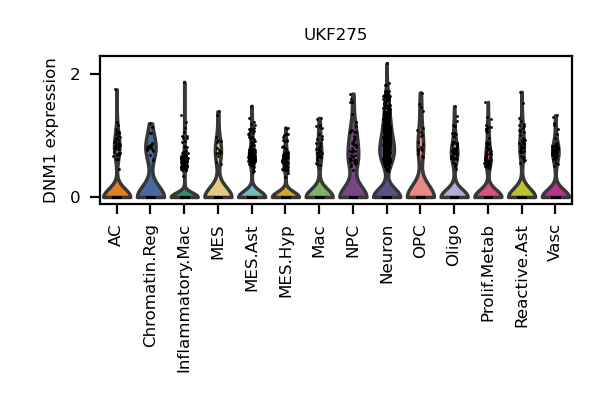 UKF275
DNM1 expression
2
0
AC
Chromatin.Reg
Inflammatory.Mac
MES
MES.Ast
MES.Hyp
Mac
NPC
Neuron
OPC
Oligo
Prolif.Metab
Reactive.Ast
Vasc